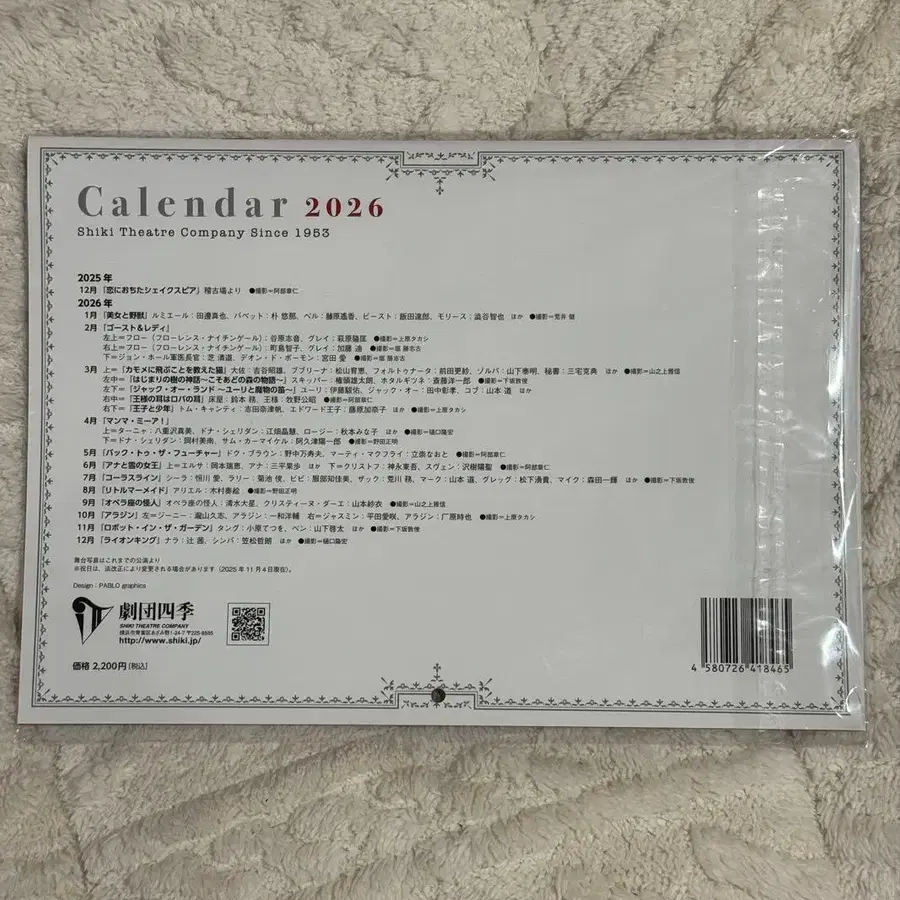 Calendar 2026
Shiki Theatre Company Since 1953
2025年
12月『恋におちたシェイクスピア』稽古場より ●撮影=阿部章仁
2026年
1月『美女と野獣』ルミエール:田邊真也、バベット:朴 悠那、ベル:藤原遙香、ビースト:飯田達郎、モリース:澁谷智也 ほか ●撮影=荒井 健
2月『ゴースト&レディ』
左上=フロー(フローレンス・ナイチンゲール):谷原志音、グレイ:萩原隆匡 ●撮影=上原タカシ
右上=フロー(フローレンス・ナイチンゲール):町島智子、グレイ:加藤 迪 ●撮影=堀 勝志古
下=ジョン・ホール軍医長官:芝 清道、デオン・ド・ボーモン:宮田 愛 ●撮影=堀 勝志古
3月 上=『カモメに飛ぶことを教えた猫』大佐:吉谷昭雄、ブブリーナ:松山育恵、フォルトゥナータ:前田更紗、ゾルバ:山下泰明、秘書:三宅克典 ほか ●撮影=山之上雅信
左中=『はじまりの樹の神話~こそあどの森の物語~』スキッパー:権頭雄太朗、ホタルギツネ:斎藤洋一郎 ●撮影=下坂敦俊
左下=『ジャック・オー・ランド ~ユーリと魔物の笛~』ユーリ:伊藤駿佑、ジャック・オー:田中彰孝、コブ:山本 道 ほか
右中=『王様の耳はロバの耳』床屋:鈴本 務、王様:牧野公昭 ●撮影=阿部章仁
右下=『王子と少年』トム・キャンティ:志田奈津帆、エドワード王子:藤原加奈子 ほか ●撮影=上原タカシ
4月『マンマ・ミーア!』
上=ターニャ:八重沢真美、ドナ・シェリダン:江畑晶慧、ロージー:秋本みな子 ほか ●撮影=樋口隆宏
下=ドナ・シェリダン:岡村美南、サム・カーマイケル:阿久津陽一郎 ●撮影=野田正明
5月『バック・トゥ・ザ・フューチャー』ドク・ブラウン:野中万寿夫、マーティ・マクフライ:立崇なおと ●撮影=阿部章仁
6月『アナと雪の女王』上=エルサ:岡本瑞恵、アナ:三平果歩 ほか 下=クリストフ:神永東吾、スヴェン:沢樹陽聖 ●撮影=阿部章仁
7月『コーラスライン』シーラ:恒川 愛、ラリー:菊池 俊、ビビ:服部知佳美、ザック:荒川 務、マーク:山本 道、グレッグ:松下湧貴、マイク:森田一輝 ほか ●撮影=下坂敦俊
8月『リトルマーメイド』アリエル:木村奏絵 ●撮影=野田正明
9月『オペラ座の怪人』オペラ座の怪人:清水大星、クリスティーヌ・ダーエ:山本紗衣 ●撮影=山之上雅信
10月『アラジン』左=ジーニー:瀧山久志、アラジン:一和洋輔 右=ジャスミン:平田愛咲、アラジン:厂原時也 ●撮影=上原タカシ
11月『ロボット・イン・ザ・ガーデン』タング:小原てつを、ベン:山下啓太 ほか ●撮影=下坂敦俊
12月『ライオンキング』ナラ:辻 茜、シンバ:笠松哲朗 ほか ●撮影=樋口隆宏
舞台写真はこれまでの公演より
※祝日は、法改正により変更される場合があります(2025年11月4日現在)。
Design:PABLO graphics
劇団四季
SHIKI THEATRE COMPANY
横浜市青葉区あざみ野1-24-7 〒225-8585
http://www.shiki.jp/
価格 2,200円[税込]
4 580726 418465